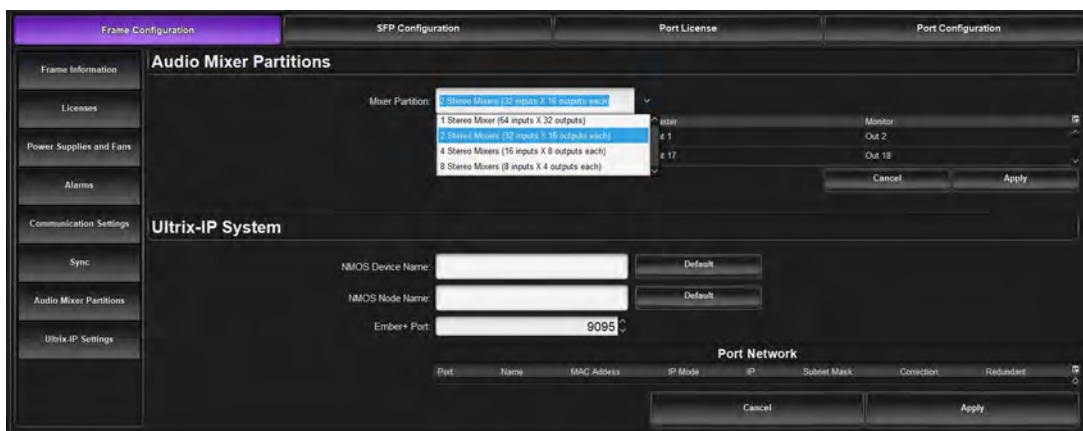 Frame Configuration SFP Configuration Port License Port Configuration
Frame Information
Licenses
Power Supplies and Fans
Alarms
Communication Settings
Sync
Audio Mixer Partitions
Ultrix-IP Settings
Audio Mixer Partitions
Mixer Partition: 2 Stereo Mixers (32 inputs X 16 outputs each)
1 Stereo Mixer (64 inputs X 32 outputs)
2 Stereo Mixers (32 inputs X 16 outputs each)
4 Stereo Mixers (16 inputs X 8 outputs each)
8 Stereo Mixers (8 inputs X 4 outputs each)
Monitor
1 Out 2
17 Out 18
Cancel Apply
Ultrix-IP System
NMOS Device Name: Default
NMOS Node Name: Default
Ember+ Port: 9095
Port Network
Port Name MAC Address IP Mode IP Subnet Mask Correction Redundant
Cancel Apply